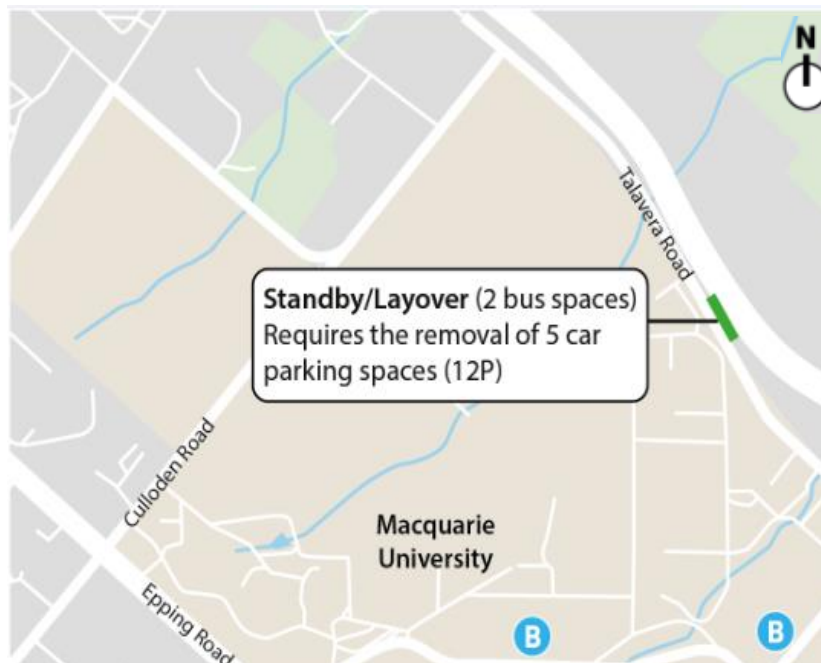 N
Talavera Road
Standby/Layover (2 bus spaces)
Requires the removal of 5 car
parking spaces (12P)
Culloden Road
Macquarie
University
Epping Road
B
B